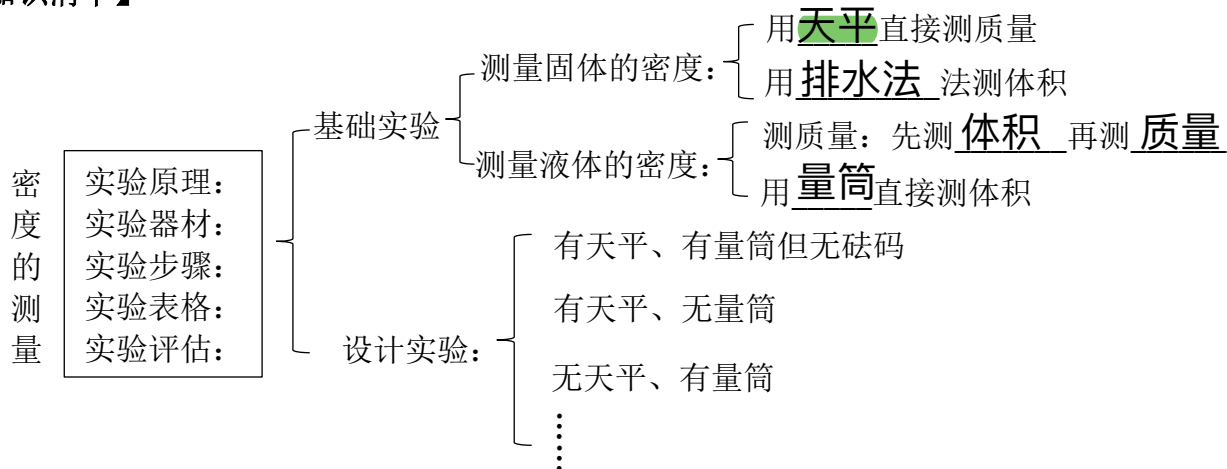 密度的测量
实验原理：
实验器材：
实验步骤：
实验表格：
实验评估：
基础实验
测量固体的密度：
用天平直接测质量
用排水法 法测体积
测量液体的密度：
测质量：先测 体积 再测 质量
用 量筒直接测体积
设计实验：
有天平、有量筒但无砝码
有天平、无量筒
无天平、有量筒
⋮